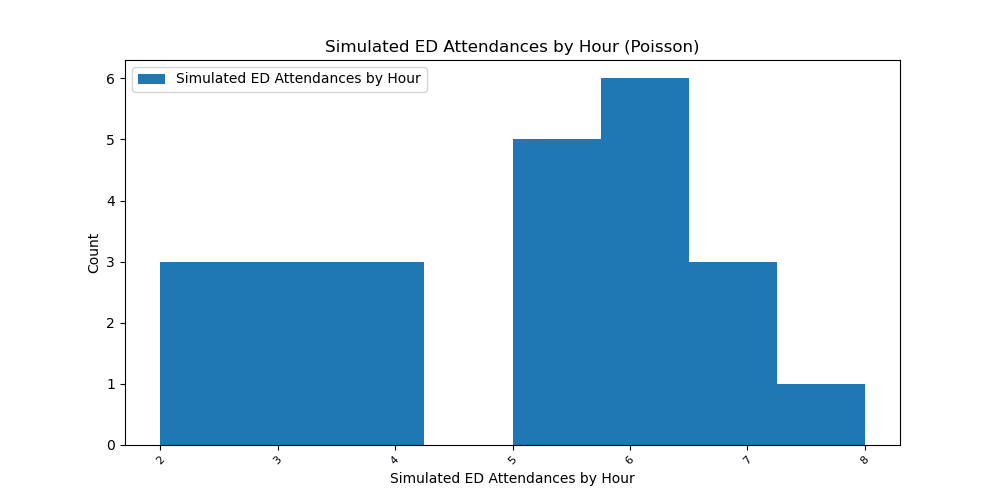 Simulated ED Attendances by Hour (Poisson)
Simulated ED Attendances by Hour
6
5
4
3
2
1
0
Count
2 3 4 5 6 7 8
Simulated ED Attendances by Hour